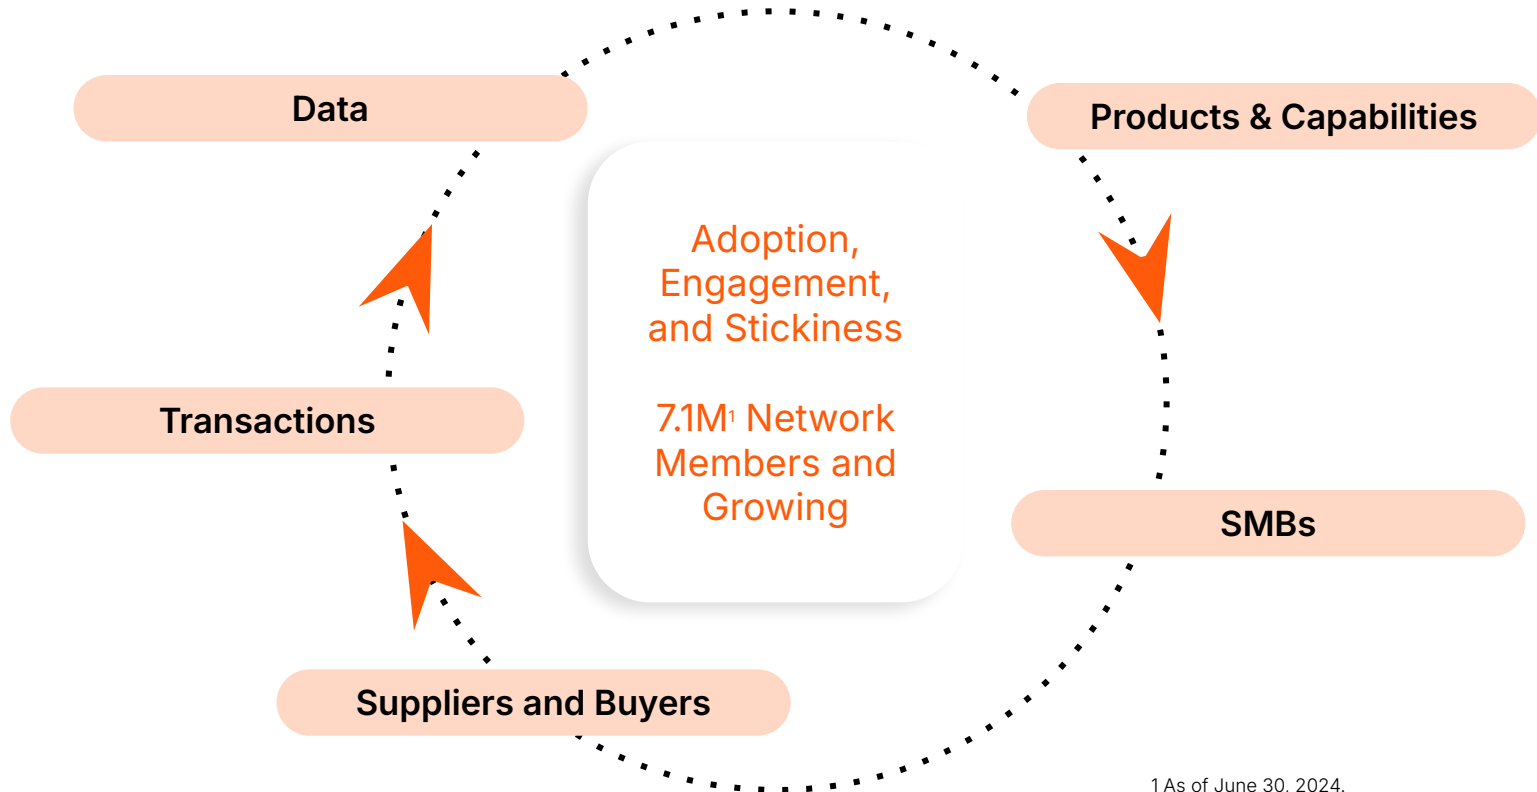 Data
Products & Capabilities
Adoption,
Engagement,
and Stickiness
7.1M¹ Network
Members and
Growing
Transactions
SMBs
Suppliers and Buyers
1 As of June 30, 2024.